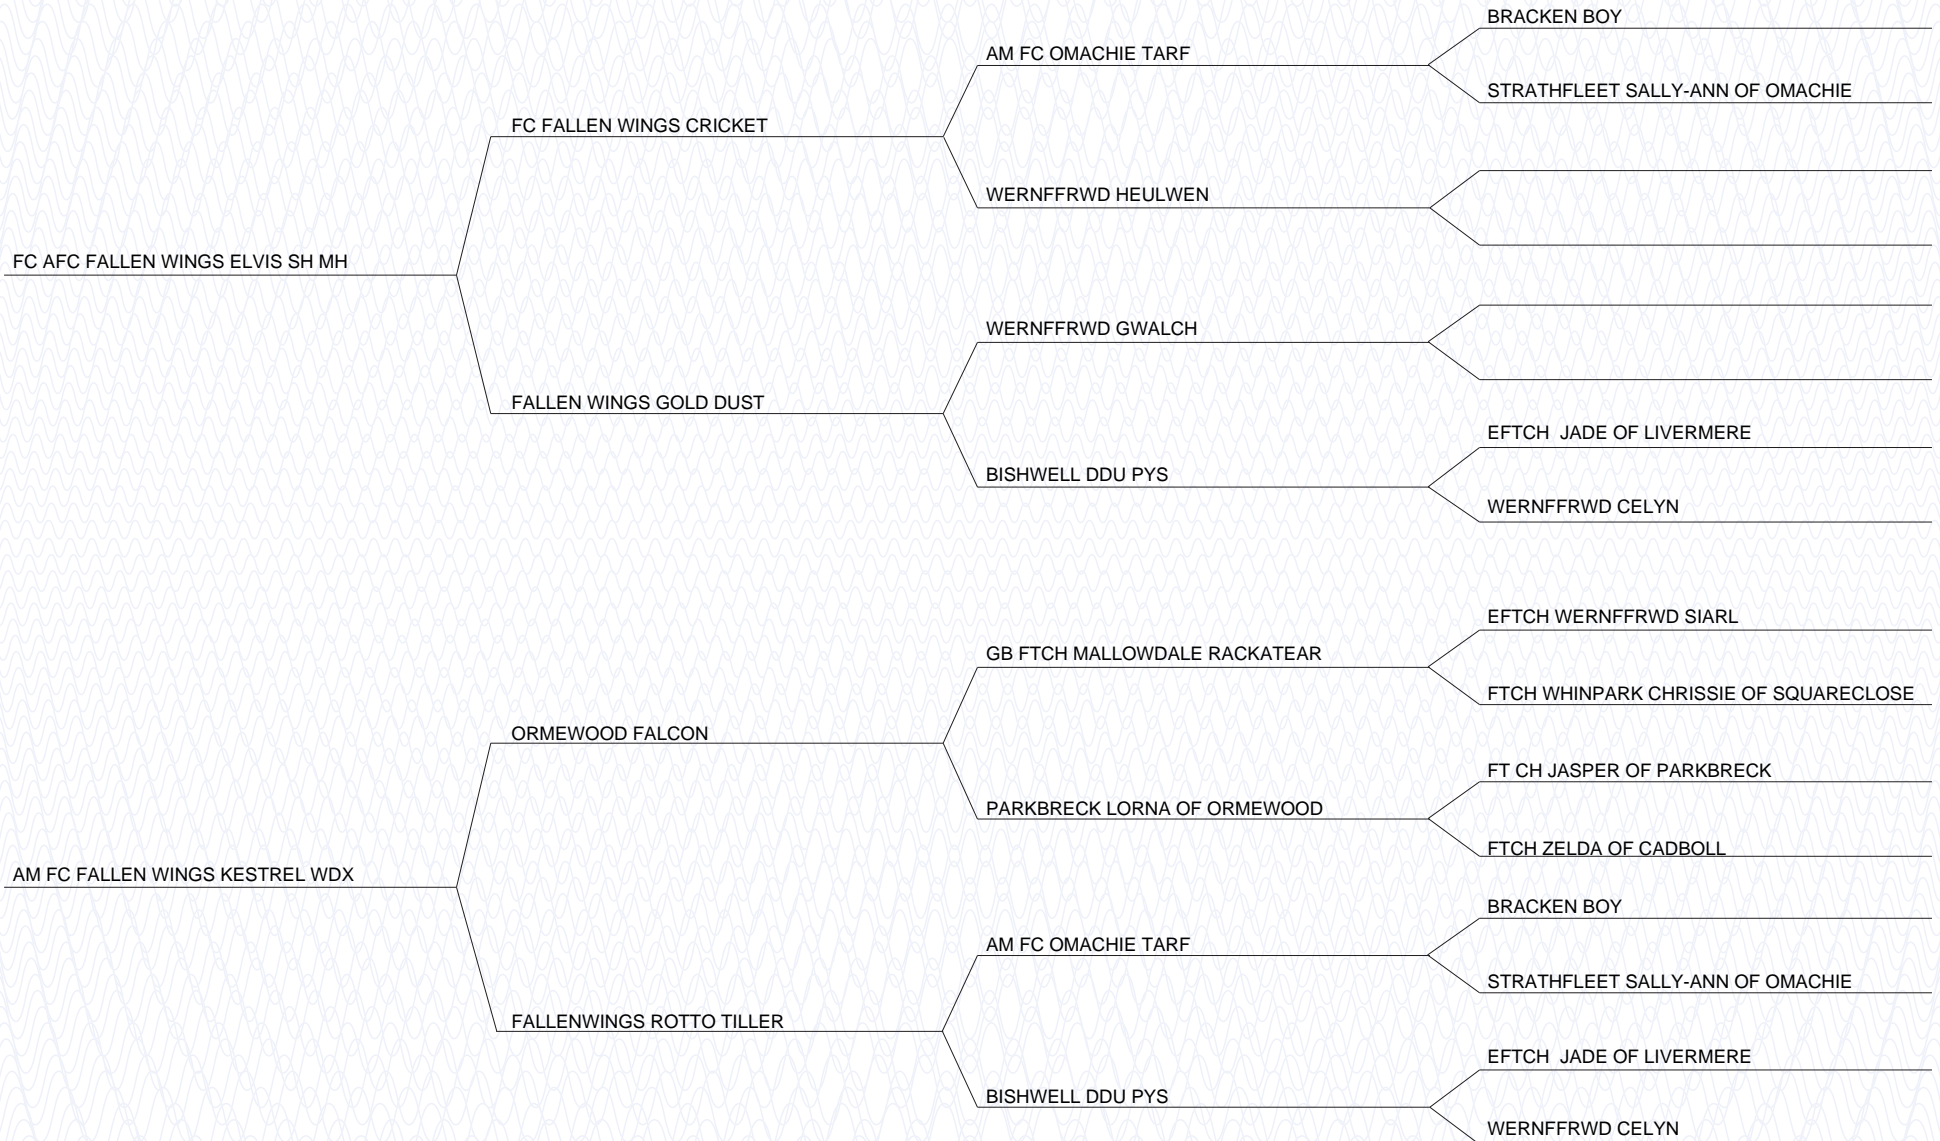 BRACKEN BOY
AM FC OMACHIE TARF
STRATHFLEET SALLY-ANN OF OMACHIE
FC FALLEN WINGS CRICKET
WERNFFRWD HEULWEN
FC AFC FALLEN WINGS ELVIS SH MH
WERNFFRWD GWALCH
FALLEN WINGS GOLD DUST
EFTCH  JADE OF LIVERMERE
BISHWELL DDU PYS
WERNFFRWD CELYN
EFTCH WERNFFRWD SIARL
GB FTCH MALLOWDALE RACKATEAR
FTCH WHINPARK CHRISSIE OF SQUARECLOSE
ORMEWOOD FALCON
FT CH JASPER OF PARKBRECK
PARKBRECK LORNA OF ORMEWOOD
FTCH ZELDA OF CADBOLL
AM FC FALLEN WINGS KESTREL WDX
BRACKEN BOY
AM FC OMACHIE TARF
STRATHFLEET SALLY-ANN OF OMACHIE
FALLENWINGS ROTTO TILLER
EFTCH  JADE OF LIVERMERE
BISHWELL DDU PYS
WERNFFRWD CELYN